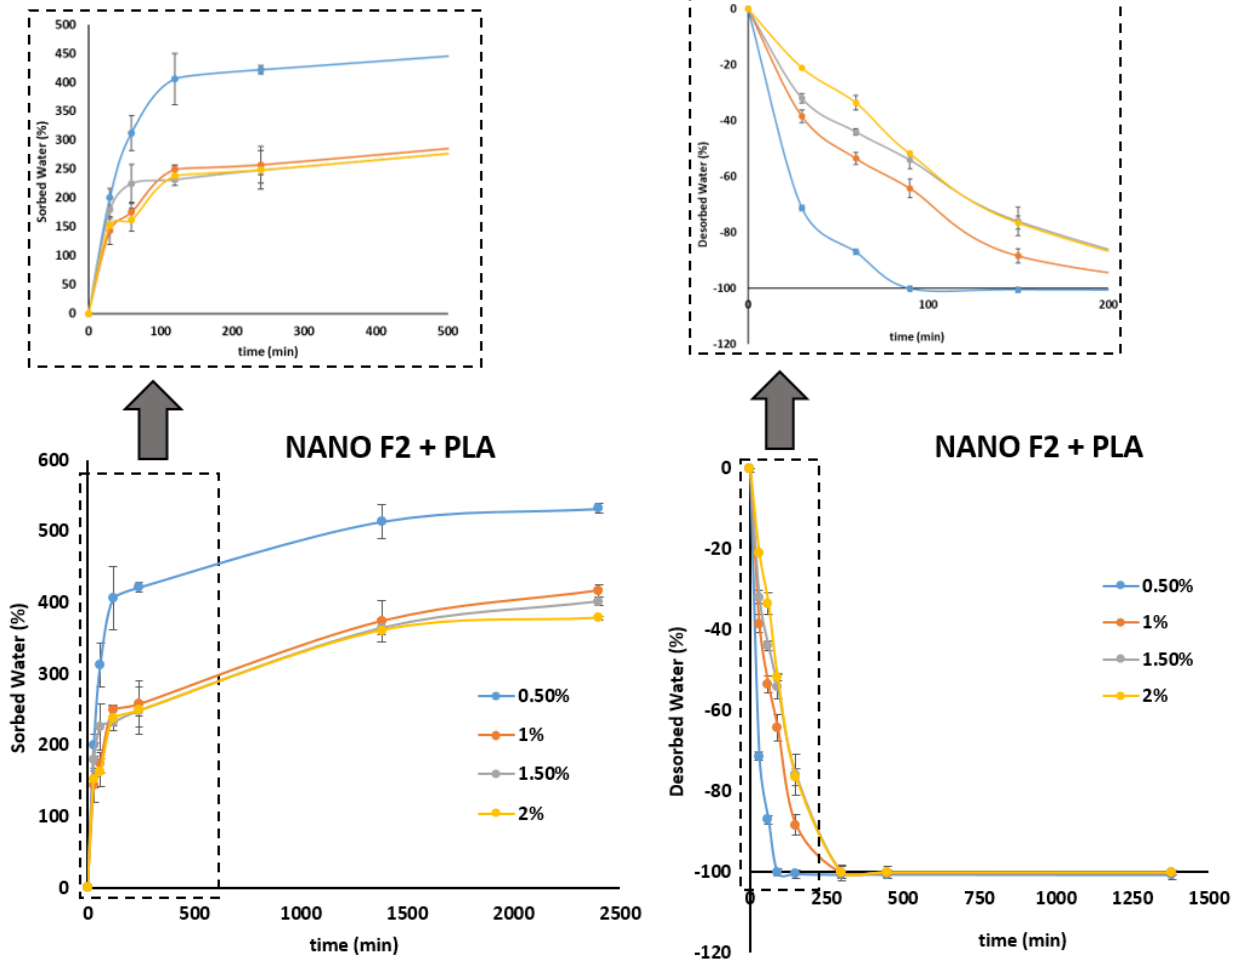 500
450
400
350
300
250
200
150
100
50
0
Sorbed Water (%)
0 100 200 300 400 500
time (min)
0
-20
-40
-60
-80
-100
-120
Desorbed Water (%)
0 100 200
time (min)
NANO F2 + PLA
600
500
400
300
200
100
0
Sorbed Water (%)
0.50%
1%
1.50%
2%
0 500 1000 1500 2000 2500
time (min)
NANO F2 + PLA
0
-20
-40
-60
-80
-100
-120
Desorbed Water (%)
0.50%
1%
1.50%
2%
0 250 500 750 1000 1250 1500
time (min)